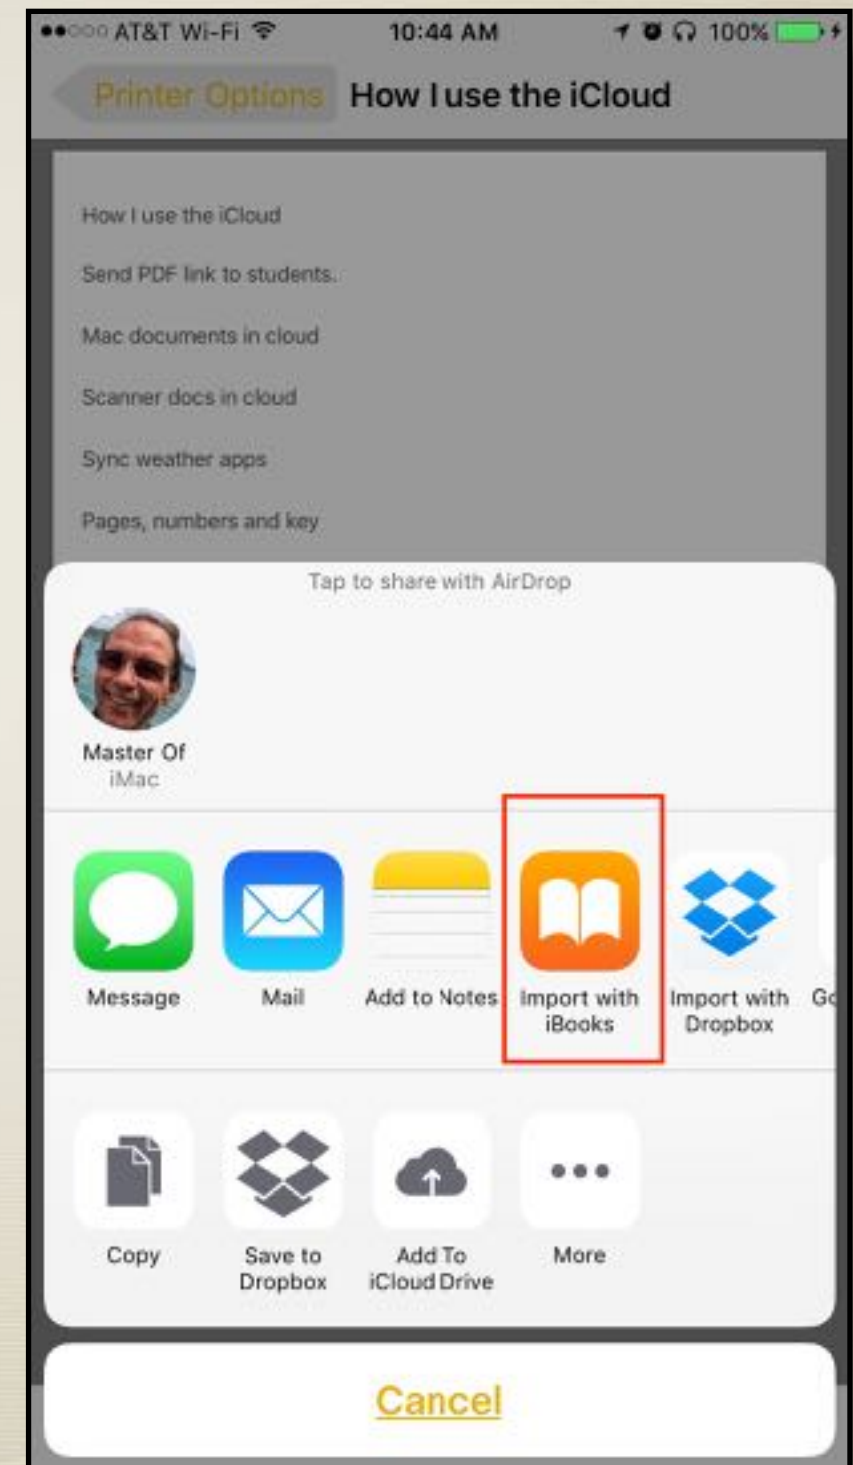 AT&T Wi-Fi 10:44 AM 100%
Printer Options How I use the iCloud
How I use the iCloud
Send PDF link to students.
Mac documents in cloud
Scanner docs in cloud
Sync weather apps
Pages, numbers and key
Tap to share with AirDrop
Master Of
iMac
Message Mail Add to Notes Import with iBooks Import with Dropbox
Copy Save to Dropbox Add To iCloud Drive More
Cancel